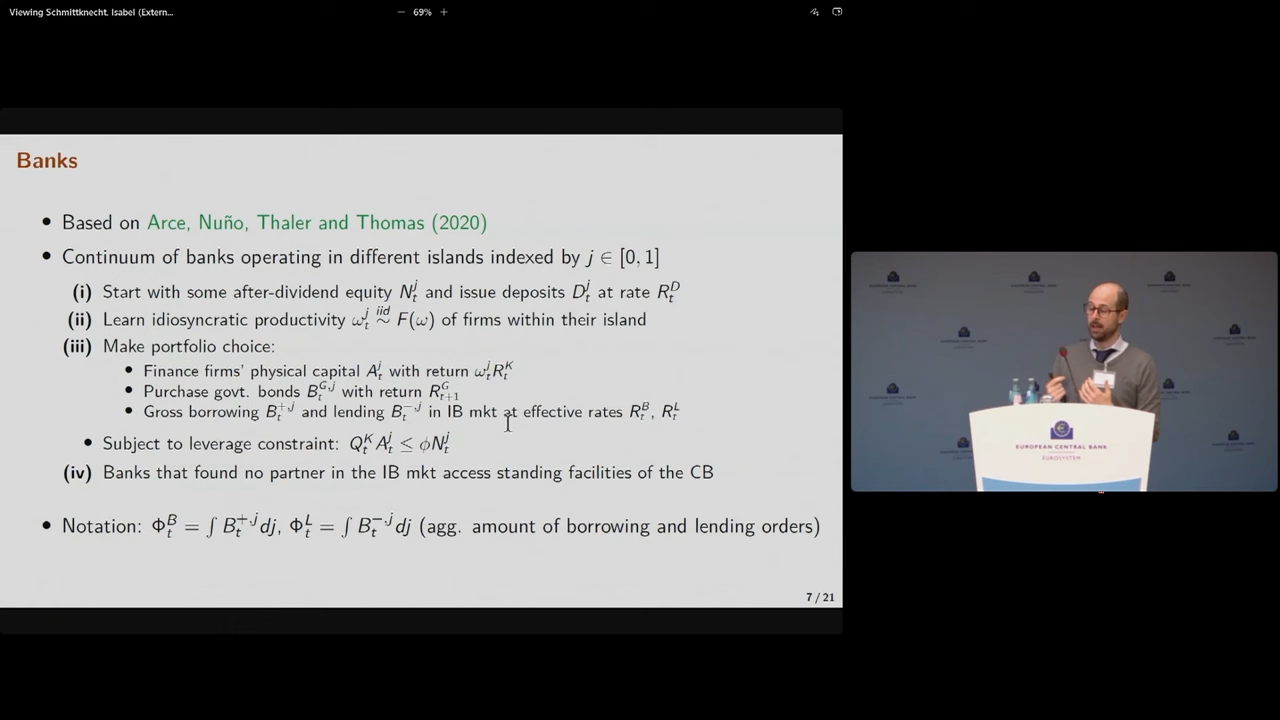 Viewing Schmittknecht, Isabel (Extern...
− 69% +
Banks
• Based on Arce, Nuño, Thaler and Thomas (2020)
• Continuum of banks operating in different islands indexed by j ∈ [0, 1]
(i) Start with some after-dividend equity N_t^j and issue deposits D_t^j at rate R_t^D
(ii) Learn idiosyncratic productivity ω_t^j iid∼ F(ω) of firms within their island
(iii) Make portfolio choice:
• Finance firms' physical capital A_t^j with return ω_t^j R_t^K
• Purchase govt. bonds B_t^{G,j} with return R_{t+1}^G
• Gross borrowing B_t^{+,j} and lending B_t^{−,j} in IB mkt at effective rates R_t^B, R_t^L
• Subject to leverage constraint: Q_t^K A_t^j ≤ ϕN_t^j
(iv) Banks that found no partner in the IB mkt access standing facilities of the CB
• Notation: Φ_t^B = ∫ B_t^{+,j} dj, Φ_t^L = ∫ B_t^{−,j} dj (agg. amount of borrowing and lending orders)
7 / 21
EUROPEAN CENTRAL BANK
EUROSYSTEM